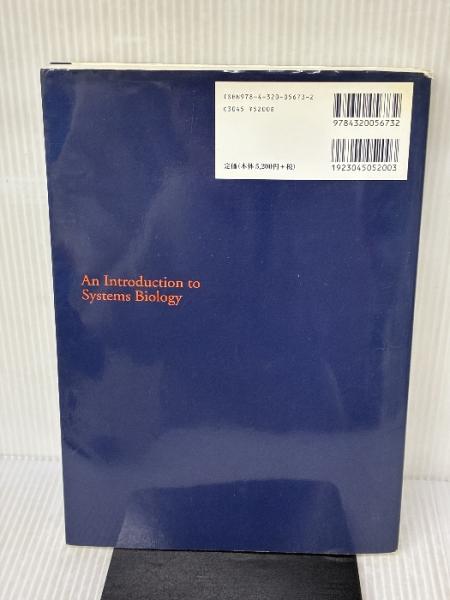 ISBN978-4-320-05673-2
C3045 ¥5200E
定価(本体5,200円+税)
9784320056732
1923045052003
An Introduction to
Systems Biology